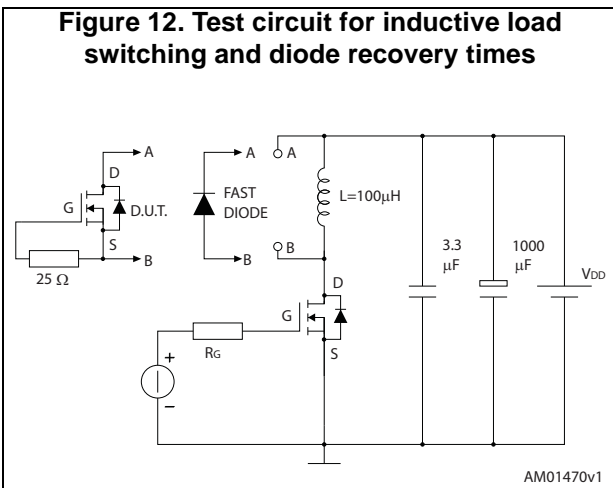 Figure 12. Test circuit for inductive load
switching and diode recovery times
A
D
G
D.U.T.
S
B
25 Ω
A
FAST
DIODE
B
A
L=100μH
B
D
G
S
RG
+
–
3.3
μF
1000
μF
VDD
AM01470v1